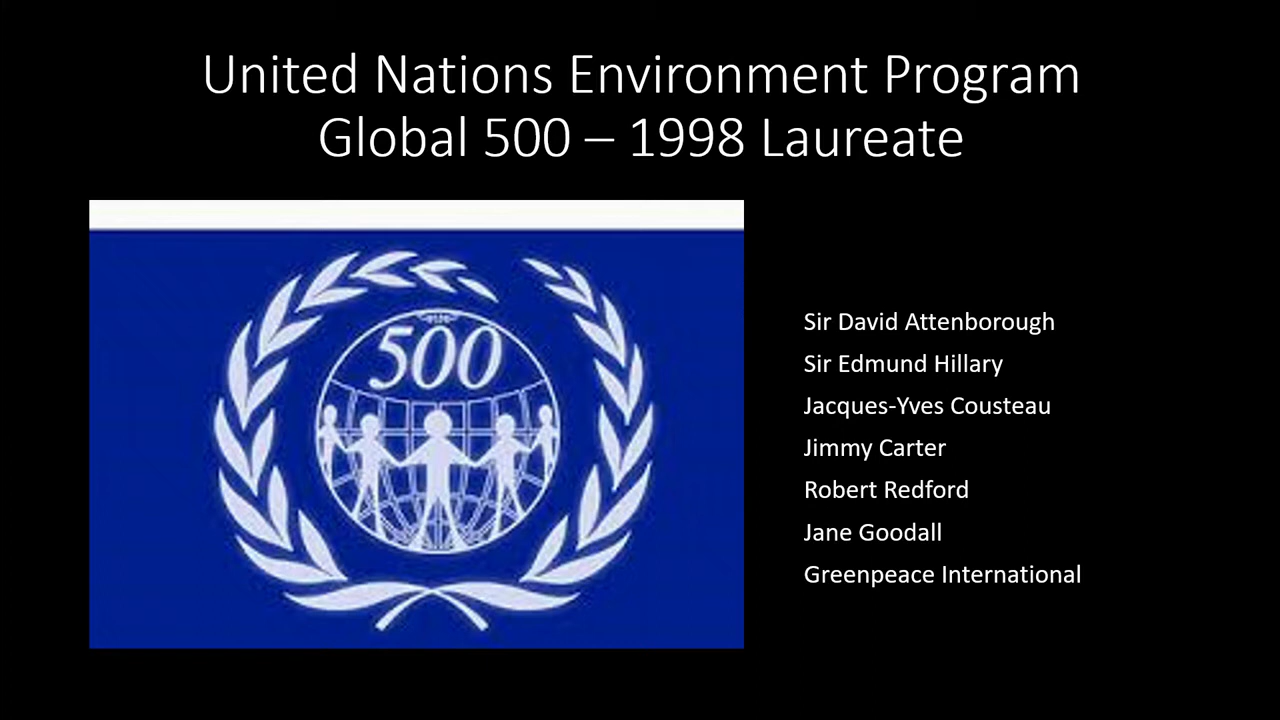 United Nations Environment Program
Global 500 – 1998 Laureate
500
Sir David Attenborough
Sir Edmund Hillary
Jacques-Yves Cousteau
Jimmy Carter
Robert Redford
Jane Goodall
Greenpeace International